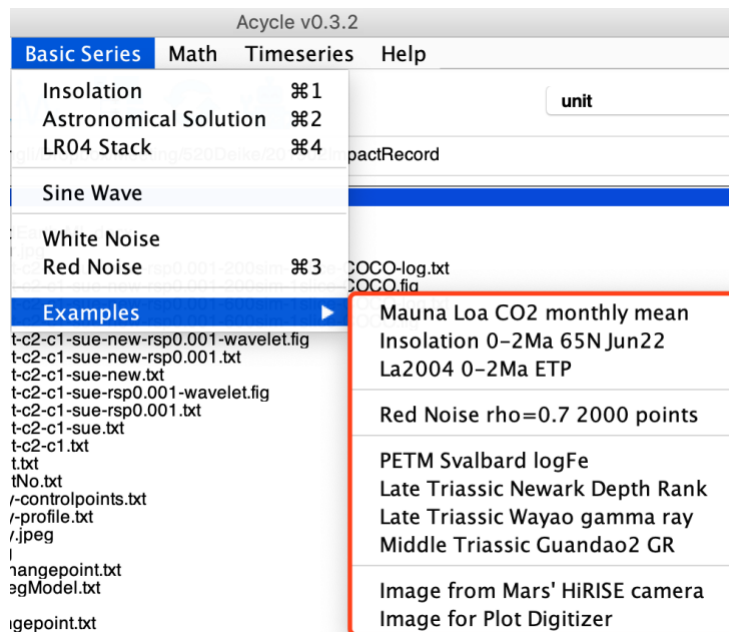 Acycle v0.3.2
Basic Series Math Timeseries Help
Insolation ⌘1
Astronomical Solution ⌘2
LR04 Stack ⌘4
Sine Wave
White Noise
Red Noise ⌘3
Examples
unit
pactRecord
COCO-log.txt
COCO.fig
Mauna Loa CO2 monthly mean
Insolation 0-2Ma 65N Jun22
La2004 0-2Ma ETP
Red Noise rho=0.7 2000 points
PETM Svalbard logFe
Late Triassic Newark Depth Rank
Late Triassic Wayao gamma ray
Middle Triassic Guandao2 GR
Image from Mars' HiRISE camera
Image for Plot Digitizer
t-c2-c1-sue-new-rsp0.001-wavelet.fig
t-c2-c1-sue-new-rsp0.001.txt
t-c2-c1-sue-new.txt
t-c2-c1-sue-rsp0.001-wavelet.fig
t-c2-c1-sue-rsp0.001.txt
t-c2-c1-sue.txt
t-c2-c1.txt
t.txt
tNo.txt
y-controlpoints.txt
y-profile.txt
y.jpeg
hangepoint.txt
egModel.txt
ngepoint.txt